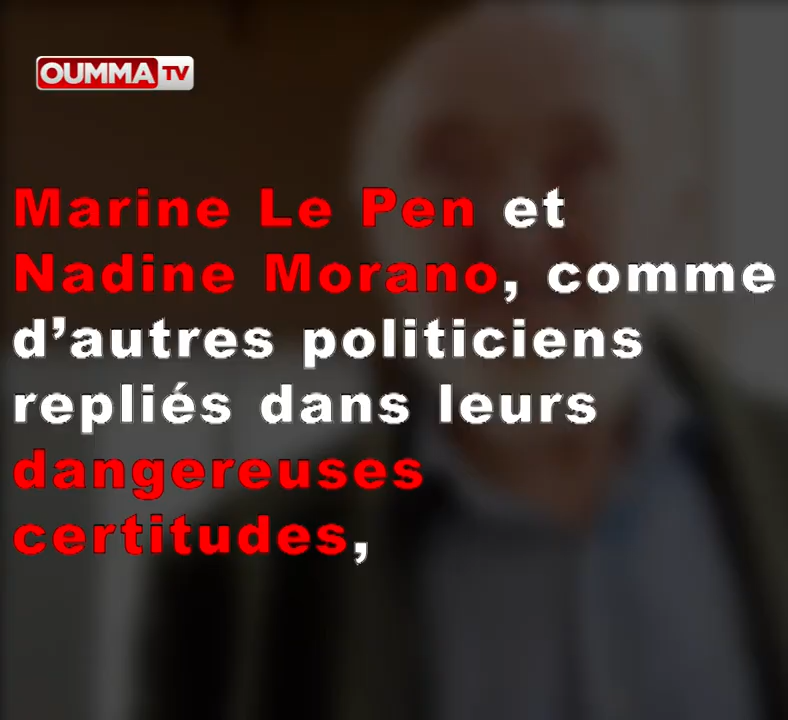 OUMMA TV
Marine Le Pen et
Nadine Morano, comme
d’autres politiciens
repliés dans leurs
dangereuses
certitudes,